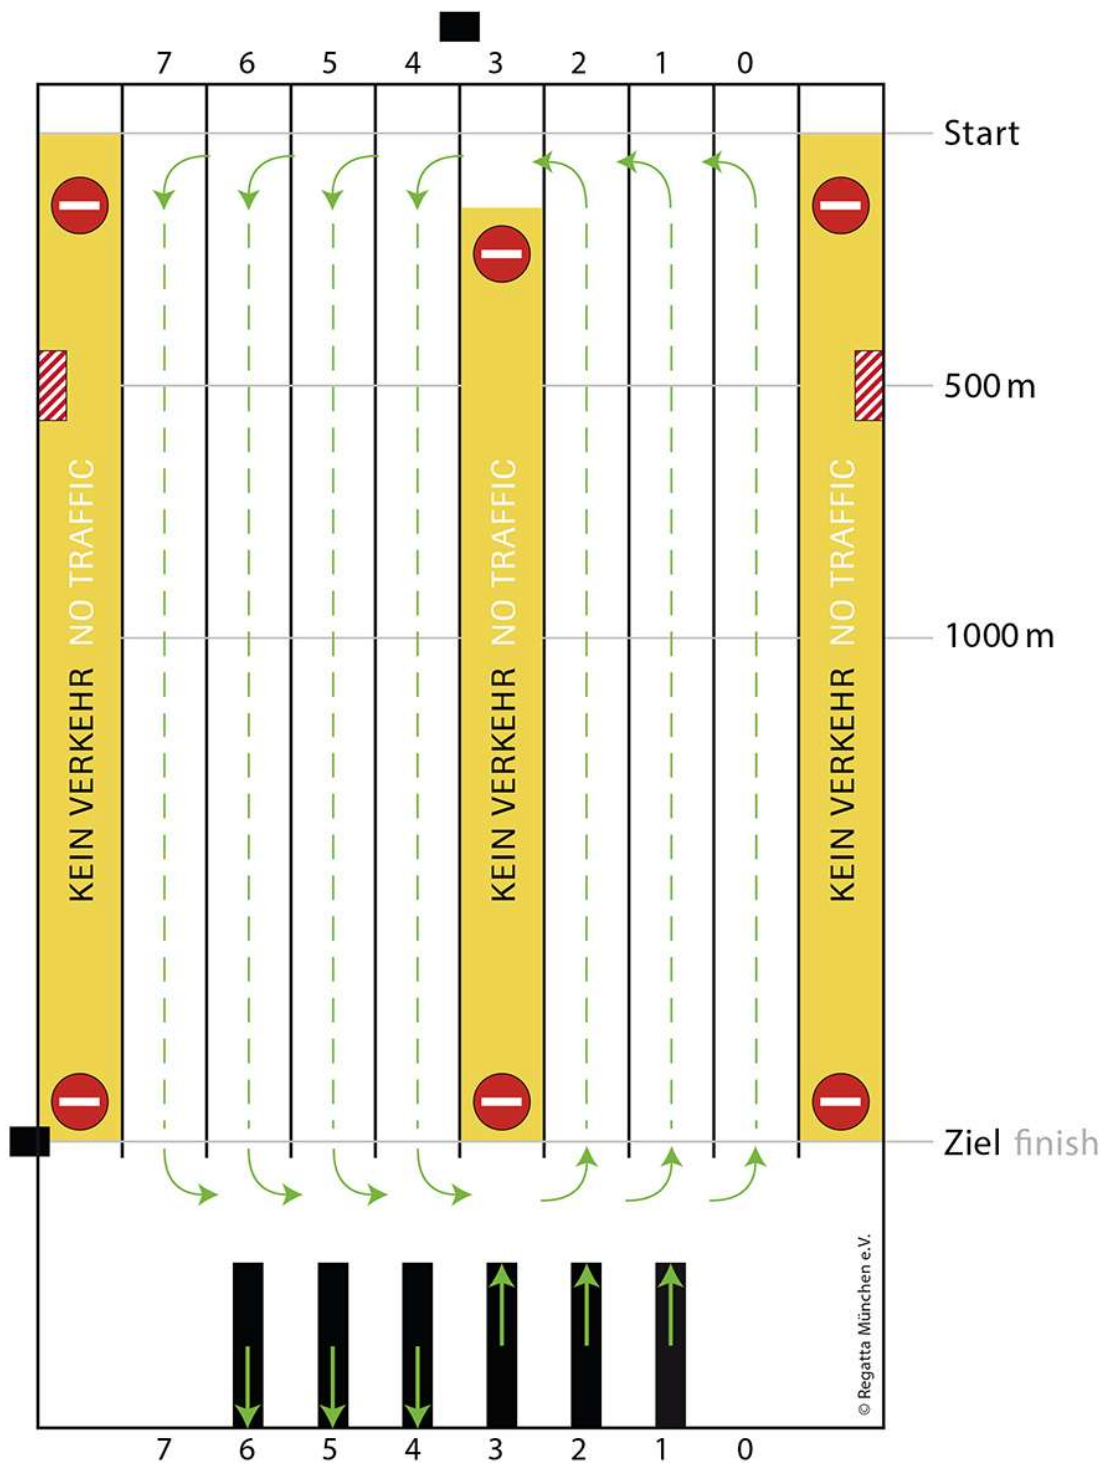 7 6 5 4 3 2 1 0
Start
500 m
KEIN VERKEHR NO TRAFFIC
KEIN VERKEHR NO TRAFFIC
KEIN VERKEHR NO TRAFFIC
1000 m
Ziel finish
© Regatta München e.V.
7 6 5 4 3 2 1 0